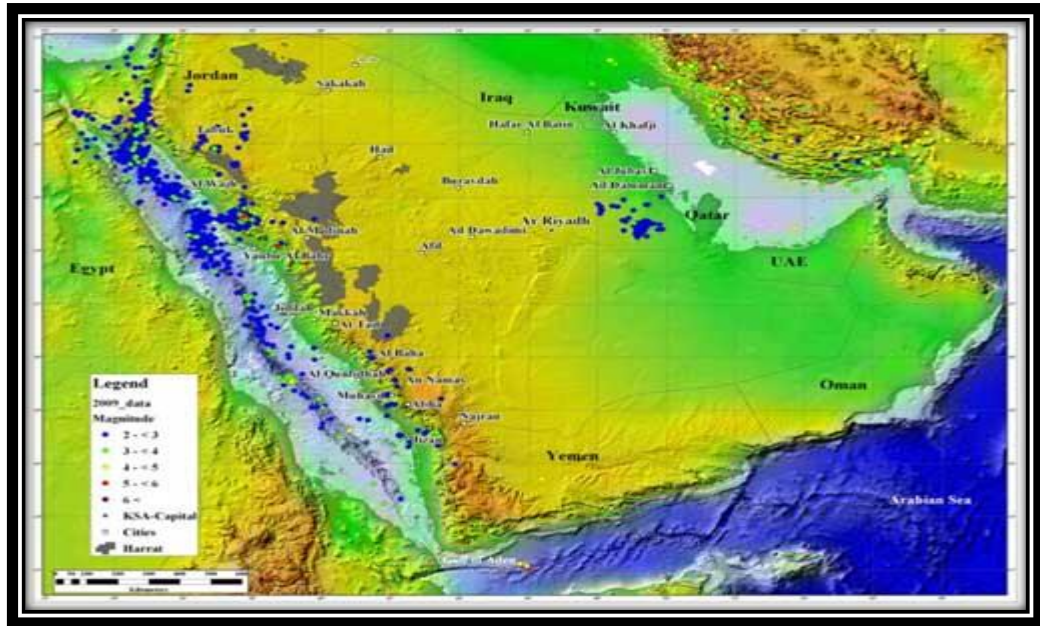 Jordan
Sakakah
Iraq
Kuwait
Hafar Al Batin
Al Khafji
Tabuk
Hail
Al Wajh
Buraydah
Al Jubayl
Ad Dammam
Ar Riyadh
Qatar
Al Madinah
Ad Dawadimi
Afif
Yanbu Al Bahr
Egypt
UAE
Jeddah
Makkah
At Taif
Al Baha
Al Qunfudhah
An Namas
Muhayil
Abha
Oman
Najran
Jizan
Yemen
Arabian Sea
Gulf of Aden
Legend
2009_data
Magnitude
2 - < 3
3 - < 4
4 - < 5
5 - < 6
6 <
KSA-Capital
Cities
Harrat
Kilometers